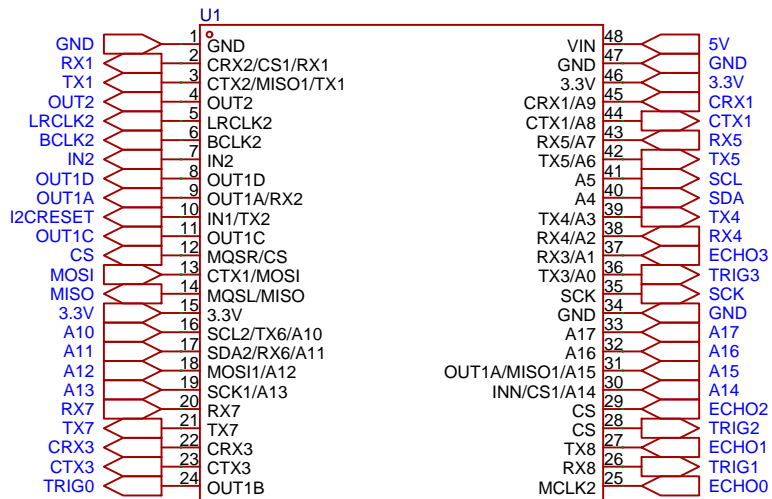 U1
GND 1 GND VIN 48 5V
RX1 2 CRX2/CS1/RX1 GND 47 GND
TX1 3 CTX2/MISO1/TX1 3.3V 46 3.3V
OUT2 4 OUT2 CRX1/A9 45 CRX1
LRCLK2 5 LRCLK2 CTX1/A8 44 CTX1
BCLK2 6 BCLK2 RX5/A7 43 RX5
IN2 7 IN2 TX5/A6 42 TX5
OUT1D 8 OUT1D A5 41 SCL
OUT1A 9 OUT1A/RX2 A4 40 SDA
I2CRESET 10 IN1/TX2 TX4/A3 39 TX4
OUT1C 11 OUT1C RX4/A2 38 RX4
CS 12 MQSR/CS RX3/A1 37 ECHO3
MOSI 13 CTX1/MOSI TX3/A0 36 TRIG3
MISO 14 MQSL/MISO SCK 35 SCK
3.3V 15 3.3V GND 34 GND
A10 16 SCL2/TX6/A10 A17 33 A17
A11 17 SDA2/RX6/A11 A16 32 A16
A12 18 MOSI1/A12 OUT1A/MISO1/A15 31 A15
A13 19 SCK1/A13 INN/CS1/A14 30 A14
RX7 20 RX7 CS 29 ECHO2
TX7 21 TX7 CS 28 TRIG2
CRX3 22 CRX3 TX8 27 ECHO1
CTX3 23 CTX3 RX8 26 TRIG1
TRIG0 24 OUT1B MCLK2 25 ECHO0